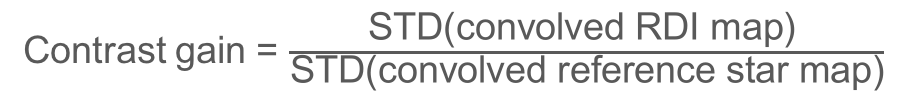 Contrast gain = STD(convolved RDI map)
STD(convolved reference star map)